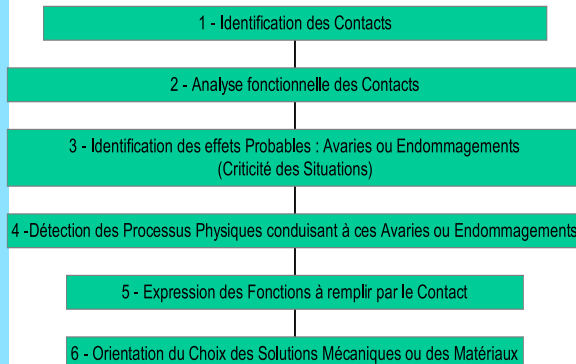 1 - Identification des Contacts
2 - Analyse fonctionnelle des Contacts
3 - Identification des effets Probables : Avaries ou Endommagements
(Criticité des Situations)
4 -Détection des Processus Physiques conduisant à ces Avaries ou Endommagements
5 - Expression des Fonctions à remplir par le Contact
6 - Orientation du Choix des Solutions Mécaniques ou des Matériaux